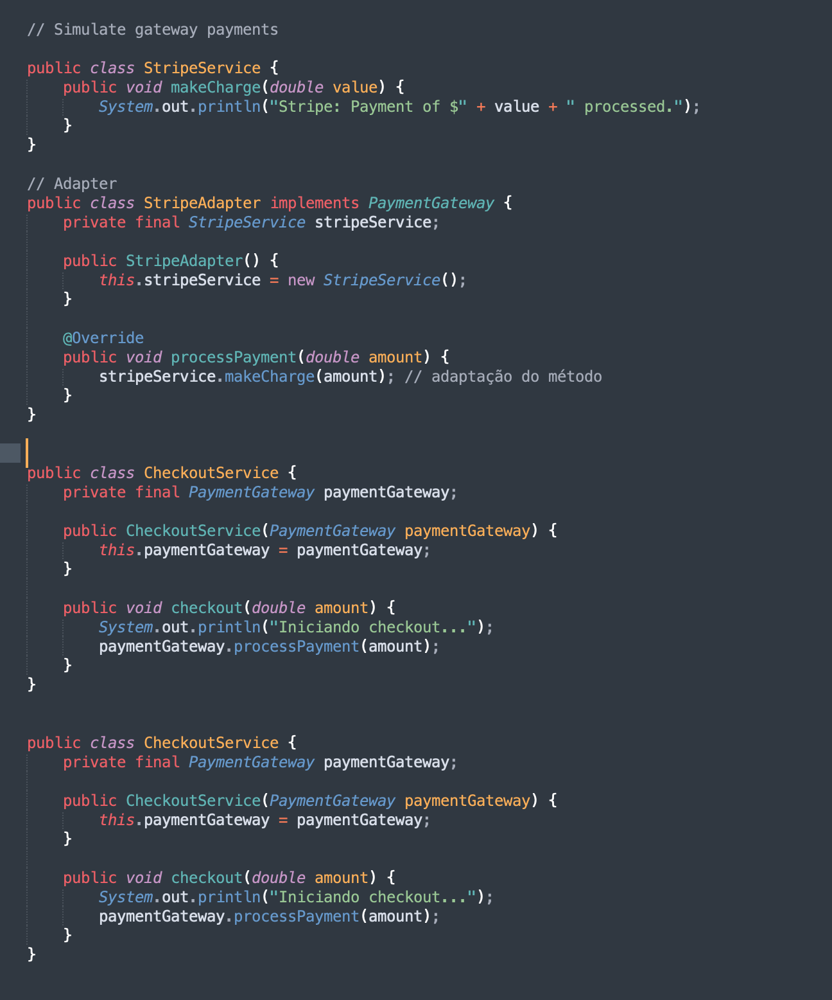 // Simulate gateway payments
public class StripeService {
public void makeCharge(double value) {
System.out.println("Stripe: Payment of $" + value + " processed.");
}
}
// Adapter
public class StripeAdapter implements PaymentGateway {
private final StripeService stripeService;
public StripeAdapter() {
this.stripeService = new StripeService();
}
@Override
public void processPayment(double amount) {
stripeService.makeCharge(amount); // adaptação do método
}
}
public class CheckoutService {
private final PaymentGateway paymentGateway;
public CheckoutService(PaymentGateway paymentGateway) {
this.paymentGateway = paymentGateway;
}
public void checkout(double amount) {
System.out.println("Iniciando checkout...");
paymentGateway.processPayment(amount);
}
}
public class CheckoutService {
private final PaymentGateway paymentGateway;
public CheckoutService(PaymentGateway paymentGateway) {
this.paymentGateway = paymentGateway;
}
public void checkout(double amount) {
System.out.println("Iniciando checkout...");
paymentGateway.processPayment(amount);
}
}